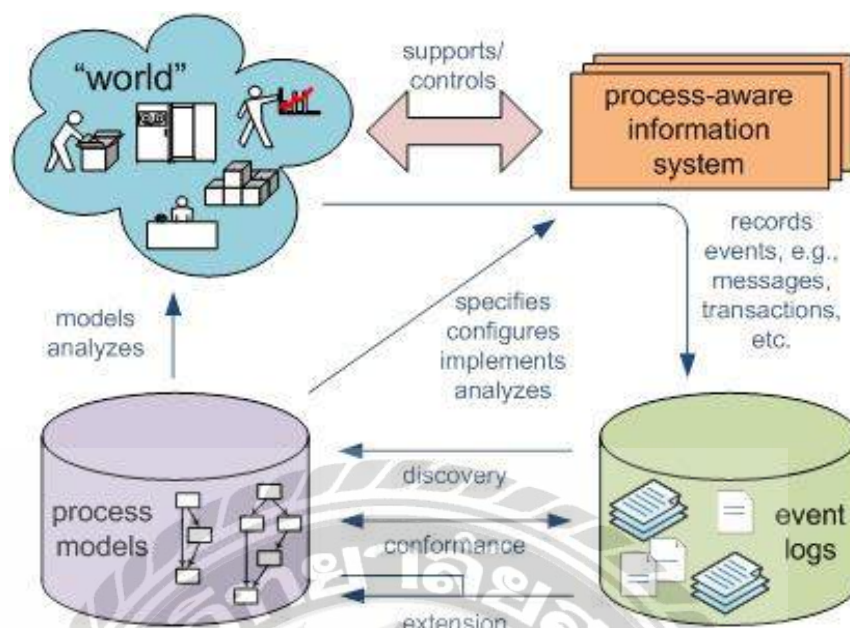 "world"
supports/
controls
process-aware
information
system
records
events, e.g.,
messages,
transactions,
etc.
models
analyzes
specifies
configures
implements
analyzes
discovery
process
models
conformance
event
logs
extension